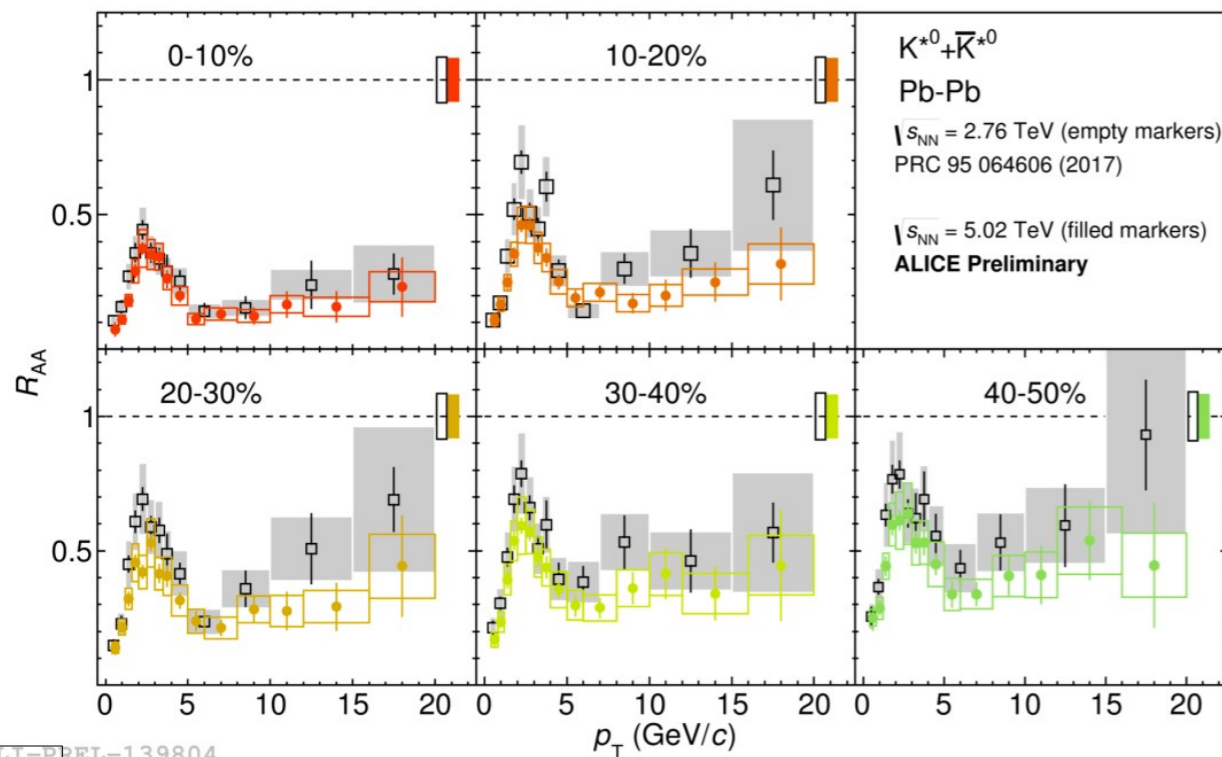 0-10%
1
0.5
10-20%
K*⁰+K̅*⁰
Pb-Pb
√sNN = 2.76 TeV (empty markers)
PRC 95 064606 (2017)
√sNN = 5.02 TeV (filled markers)
ALICE Preliminary
RAA
20-30%
1
0.5
30-40%
40-50%
0 5 10 15 20 0 5 10 15 20 0 5 10 15 20
pT (GeV/c)
PREL-139804